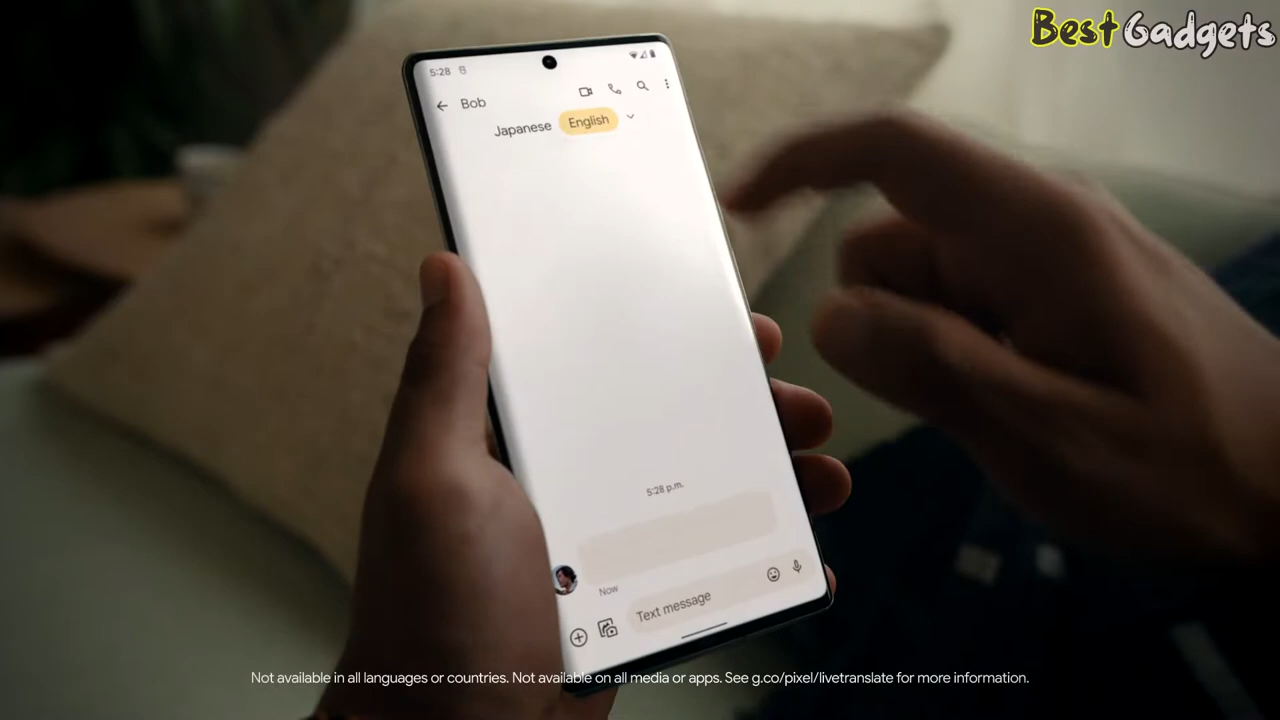 Best Gadgets
5:28
Bob
Japanese English
5:28 p.m.
Now
Text message
Not available in all languages or countries. Not available on all media or apps. See g.co/pixel/livetranslate for more information.